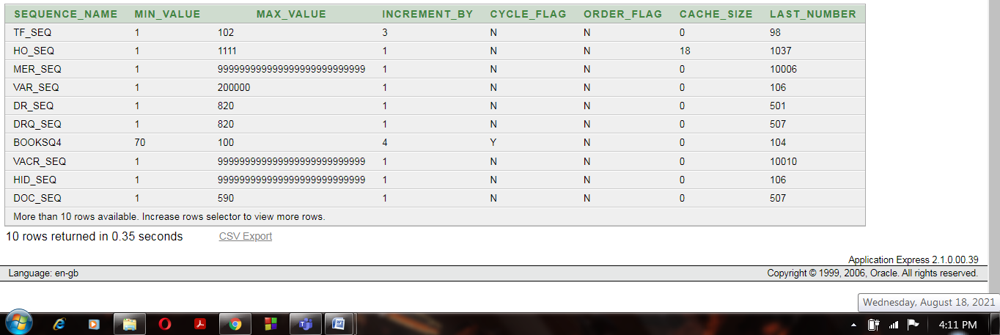 SEQUENCE_NAME MIN_VALUE MAX_VALUE INCREMENT_BY CYCLE_FLAG ORDER_FLAG CACHE_SIZE LAST_NUMBER
TF_SEQ 1 102 3 N N 0 98
HO_SEQ 1 1111 1 N N 18 1037
MER_SEQ 1 999999999999999999999999999 1 N N 0 10006
VAR_SEQ 1 200000 1 N N 0 106
DR_SEQ 1 820 1 N N 0 501
DRQ_SEQ 1 820 1 N N 0 507
BOOKSQ4 70 100 4 Y N 0 104
VACR_SEQ 1 999999999999999999999999999 1 N N 0 10010
HID_SEQ 1 999999999999999999999999999 1 N N 0 106
DOC_SEQ 1 590 1 N N 0 507
More than 10 rows available. Increase rows selector to view more rows.
10 rows returned in 0.35 seconds CSV Export
Application Express 2.1.0.00.39
Language: en-gb Copyright © 1999, 2006, Oracle. All rights reserved.
Wednesday, August 18, 2021
4:11 PM